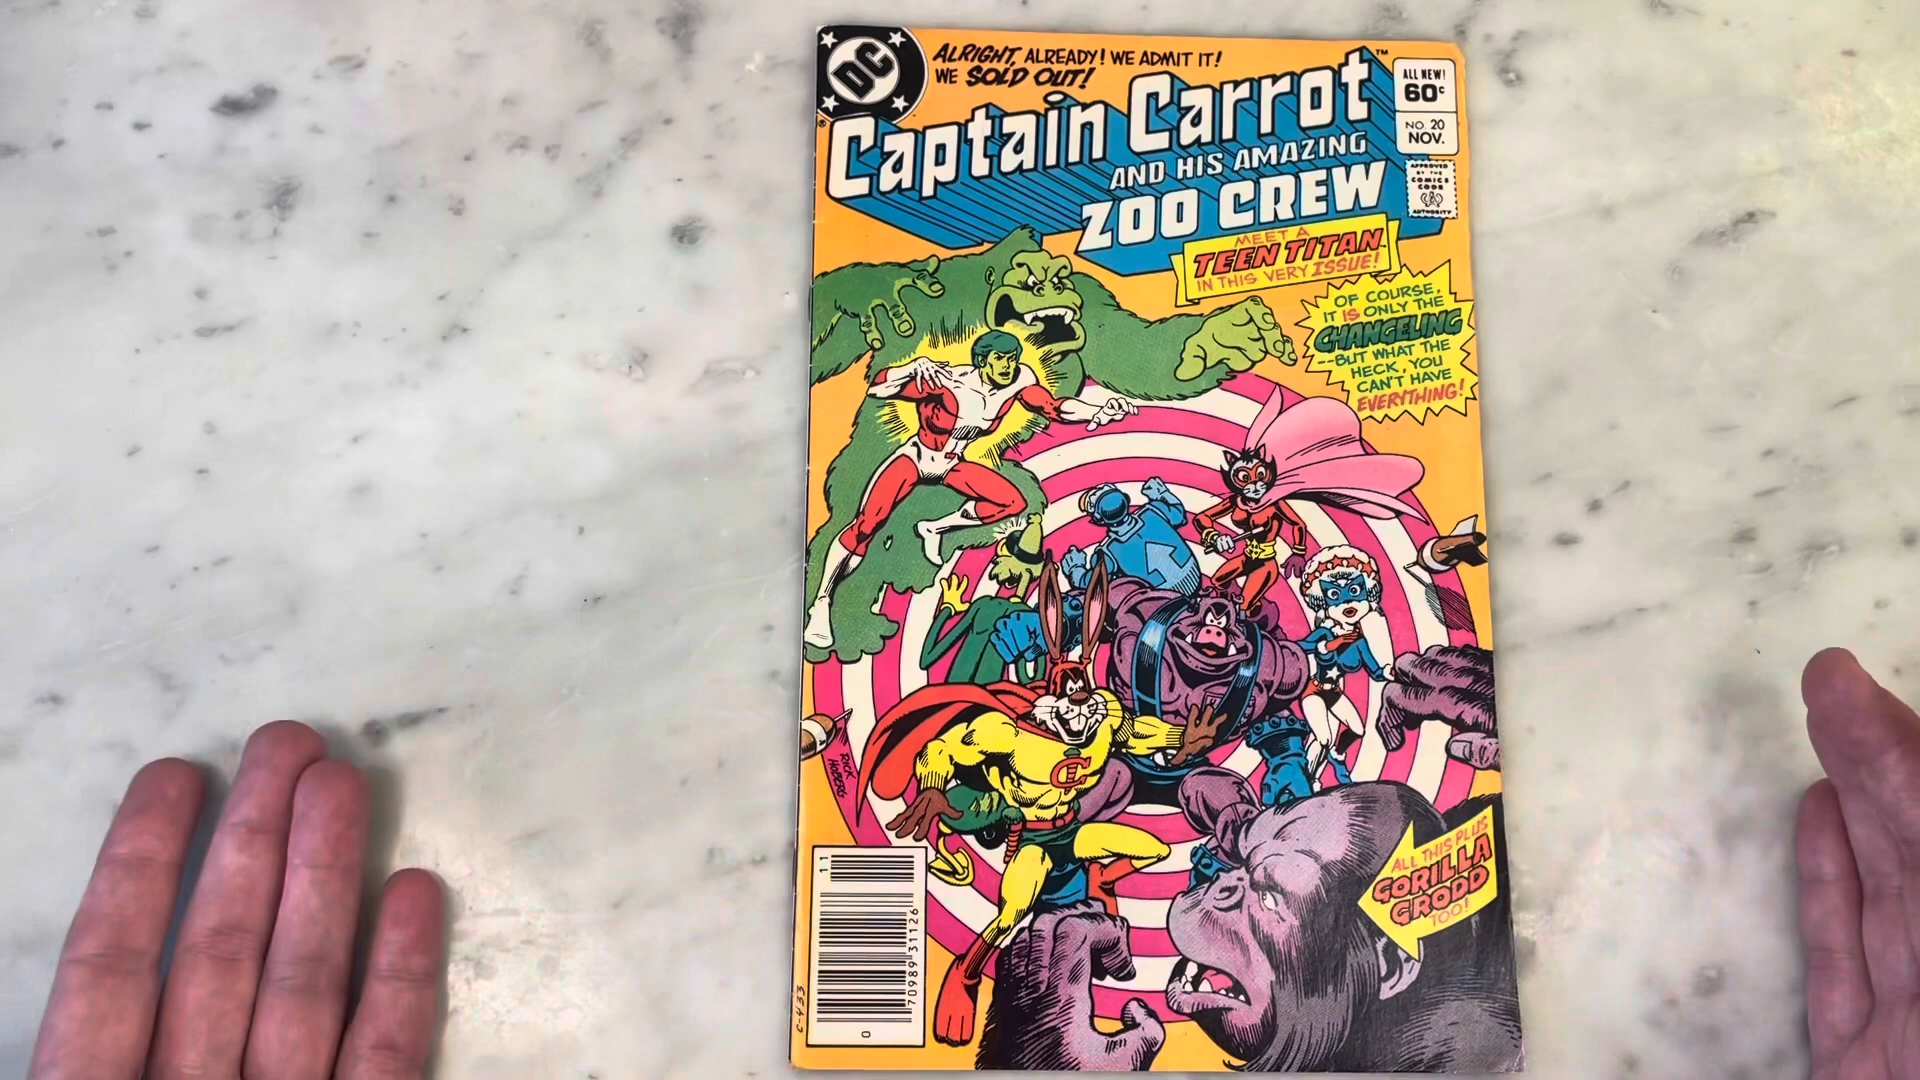 DC
ALRIGHT, ALREADY! WE ADMIT IT!
WE SOLD OUT!
Captain Carrot
TM
AND HIS AMAZING
ZOO CREW
ALL NEW!
60¢
NO. 20
NOV.
APPROVED
BY THE
COMICS
CODE
CA
AUTHORITY
MEET A
TEEN TITAN
IN THIS VERY ISSUE!
OF COURSE,
IT IS ONLY THE
CHANGELING
--BUT WHAT THE
HECK, YOU
CAN'T HAVE
EVERYTHING!
RICK
HOBERG
C
ALL THIS PLUS
GORILLA
GRODD
TOO!
11
70989 31126
0
C-433